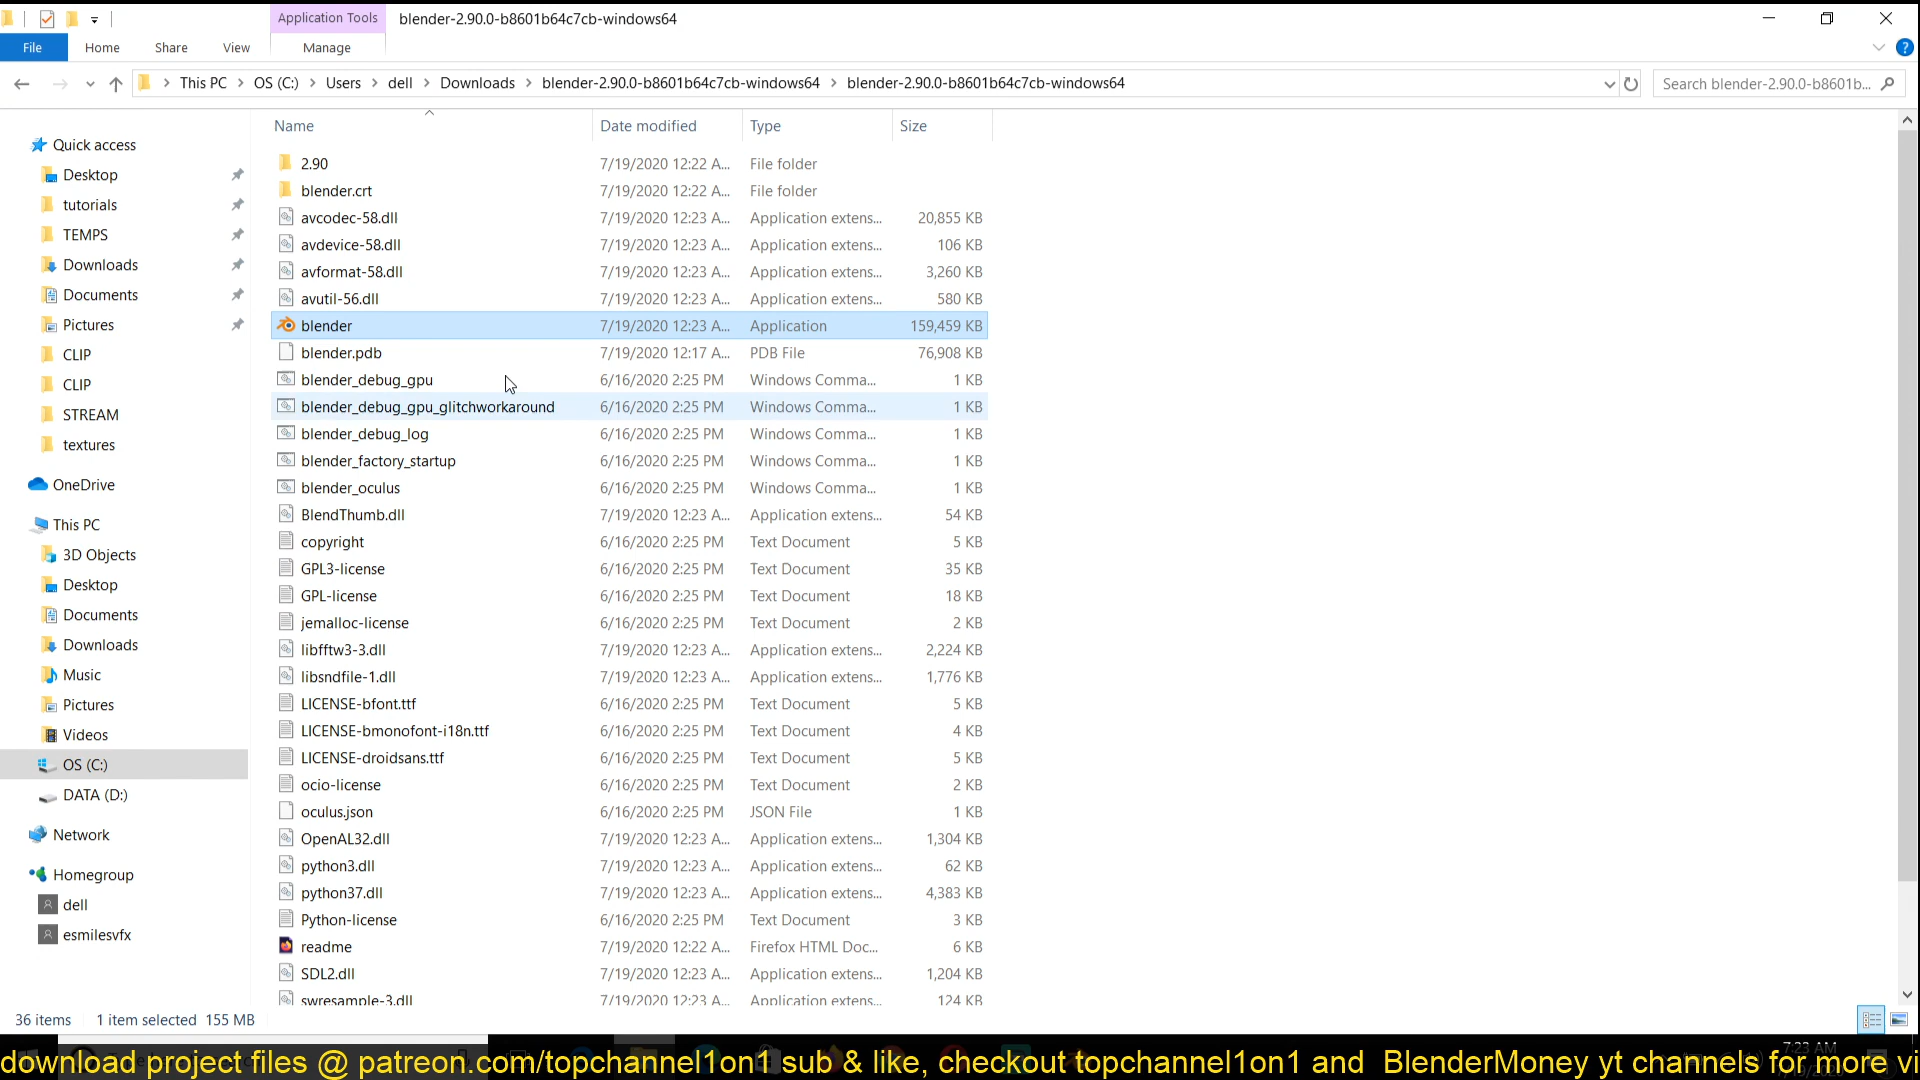 Application Tools blender-2.90.0-b8601b64c7cb-windows64
File Home Share View Manage
This PC OS (C:) Users dell Downloads blender-2.90.0-b8601b64c7cb-windows64 blender-2.90.0-b8601b64c7cb-windows64 Search blender-2.90.0-b8601b...
Name Date modified Type Size
Quick access
Desktop
tutorials
TEMPS
Downloads
Documents
Pictures
CLIP
CLIP
STREAM
textures
OneDrive
This PC
3D Objects
Desktop
Documents
Downloads
Music
Pictures
Videos
OS (C:)
DATA (D:)
Network
Homegroup
dell
esmilesvfx
2.90 7/19/2020 12:22 A... File folder
blender.crt 7/19/2020 12:22 A... File folder
avcodec-58.dll 7/19/2020 12:23 A... Application extens... 20,855 KB
avdevice-58.dll 7/19/2020 12:23 A... Application extens... 106 KB
avformat-58.dll 7/19/2020 12:23 A... Application extens... 3,260 KB
avutil-56.dll 7/19/2020 12:23 A... Application extens... 580 KB
blender 7/19/2020 12:23 A... Application 159,459 KB
blender.pdb 7/19/2020 12:17 A... PDB File 76,908 KB
blender_debug_gpu 6/16/2020 2:25 PM Windows Comma... 1 KB
blender_debug_gpu_glitchworkaround 6/16/2020 2:25 PM Windows Comma... 1 KB
blender_debug_log 6/16/2020 2:25 PM Windows Comma... 1 KB
blender_factory_startup 6/16/2020 2:25 PM Windows Comma... 1 KB
blender_oculus 6/16/2020 2:25 PM Windows Comma... 1 KB
BlendThumb.dll 7/19/2020 12:23 A... Application extens... 54 KB
copyright 6/16/2020 2:25 PM Text Document 5 KB
GPL3-license 6/16/2020 2:25 PM Text Document 35 KB
GPL-license 6/16/2020 2:25 PM Text Document 18 KB
jemalloc-license 6/16/2020 2:25 PM Text Document 2 KB
libfftw3-3.dll 7/19/2020 12:23 A... Application extens... 2,224 KB
libsndfile-1.dll 7/19/2020 12:23 A... Application extens... 1,776 KB
LICENSE-bfont.ttf 6/16/2020 2:25 PM Text Document 5 KB
LICENSE-bmonofont-i18n.ttf 6/16/2020 2:25 PM Text Document 4 KB
LICENSE-droidsans.ttf 6/16/2020 2:25 PM Text Document 5 KB
ocio-license 6/16/2020 2:25 PM Text Document 2 KB
oculus.json 6/16/2020 2:25 PM JSON File 1 KB
OpenAL32.dll 7/19/2020 12:23 A... Application extens... 1,304 KB
python3.dll 7/19/2020 12:23 A... Application extens... 62 KB
python37.dll 7/19/2020 12:23 A... Application extens... 4,383 KB
Python-license 6/16/2020 2:25 PM Text Document 3 KB
readme 7/19/2020 12:22 A... Firefox HTML Doc... 6 KB
SDL2.dll 7/19/2020 12:23 A... Application extens... 1,204 KB
swresample-3.dll 7/19/2020 12:23 A... Application extens... 124 KB
36 items 1 item selected 155 MB
7:23 AM
download project files @ patreon.com/topchannel1on1 sub & like, checkout topchannel1on1 and BlenderMoney yt channels for more vi